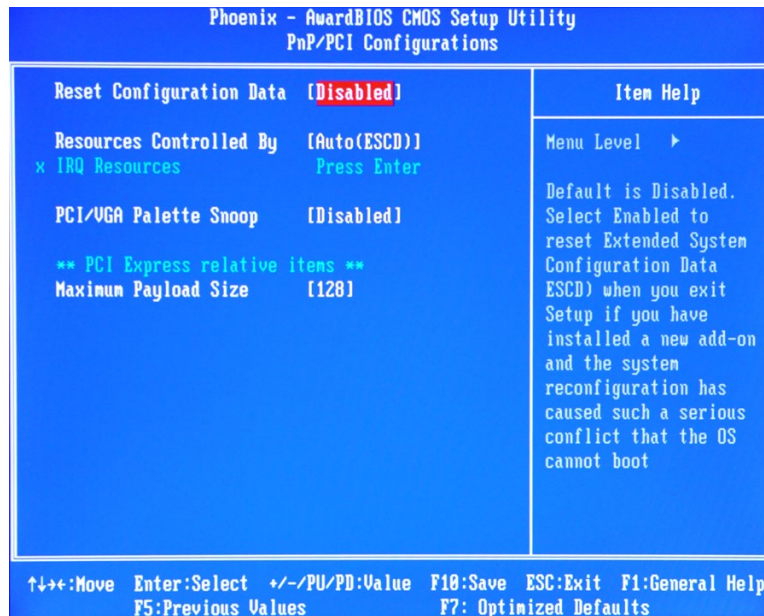 Phoenix - AwardBIOS CMOS Setup Utility
PnP/PCI Configurations
Reset Configuration Data [Disabled]
Resources Controlled By [Auto(ESCD)]
x IRQ Resources Press Enter
PCI/VGA Palette Snoop [Disabled]
** PCI Express relative items **
Maximum Payload Size [128]
Item Help
Menu Level ▶
Default is Disabled.
Select Enabled to
reset Extended System
Configuration Data
ESCD) when you exit
Setup if you have
installed a new add-on
and the system
reconfiguration has
caused such a serious
conflict that the OS
cannot boot
↑↓→←:Move Enter:Select +/-/PU/PD:Value F10:Save ESC:Exit F1:General Help
F5:Previous Values F7: Optimized Defaults